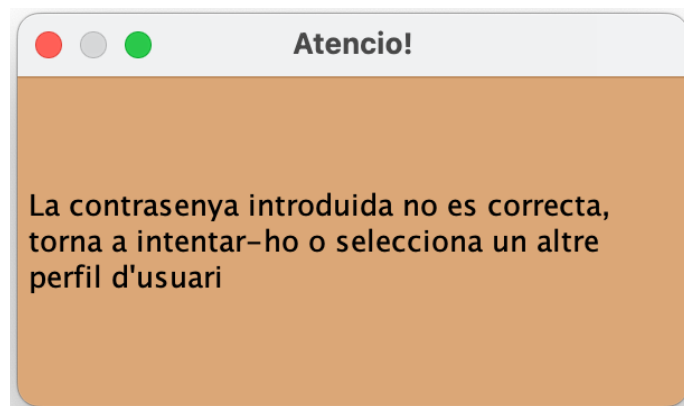 Atencio!
La contrasenya introduida no es correcta,
torna a intentar-ho o selecciona un altre
perfil d'usuari